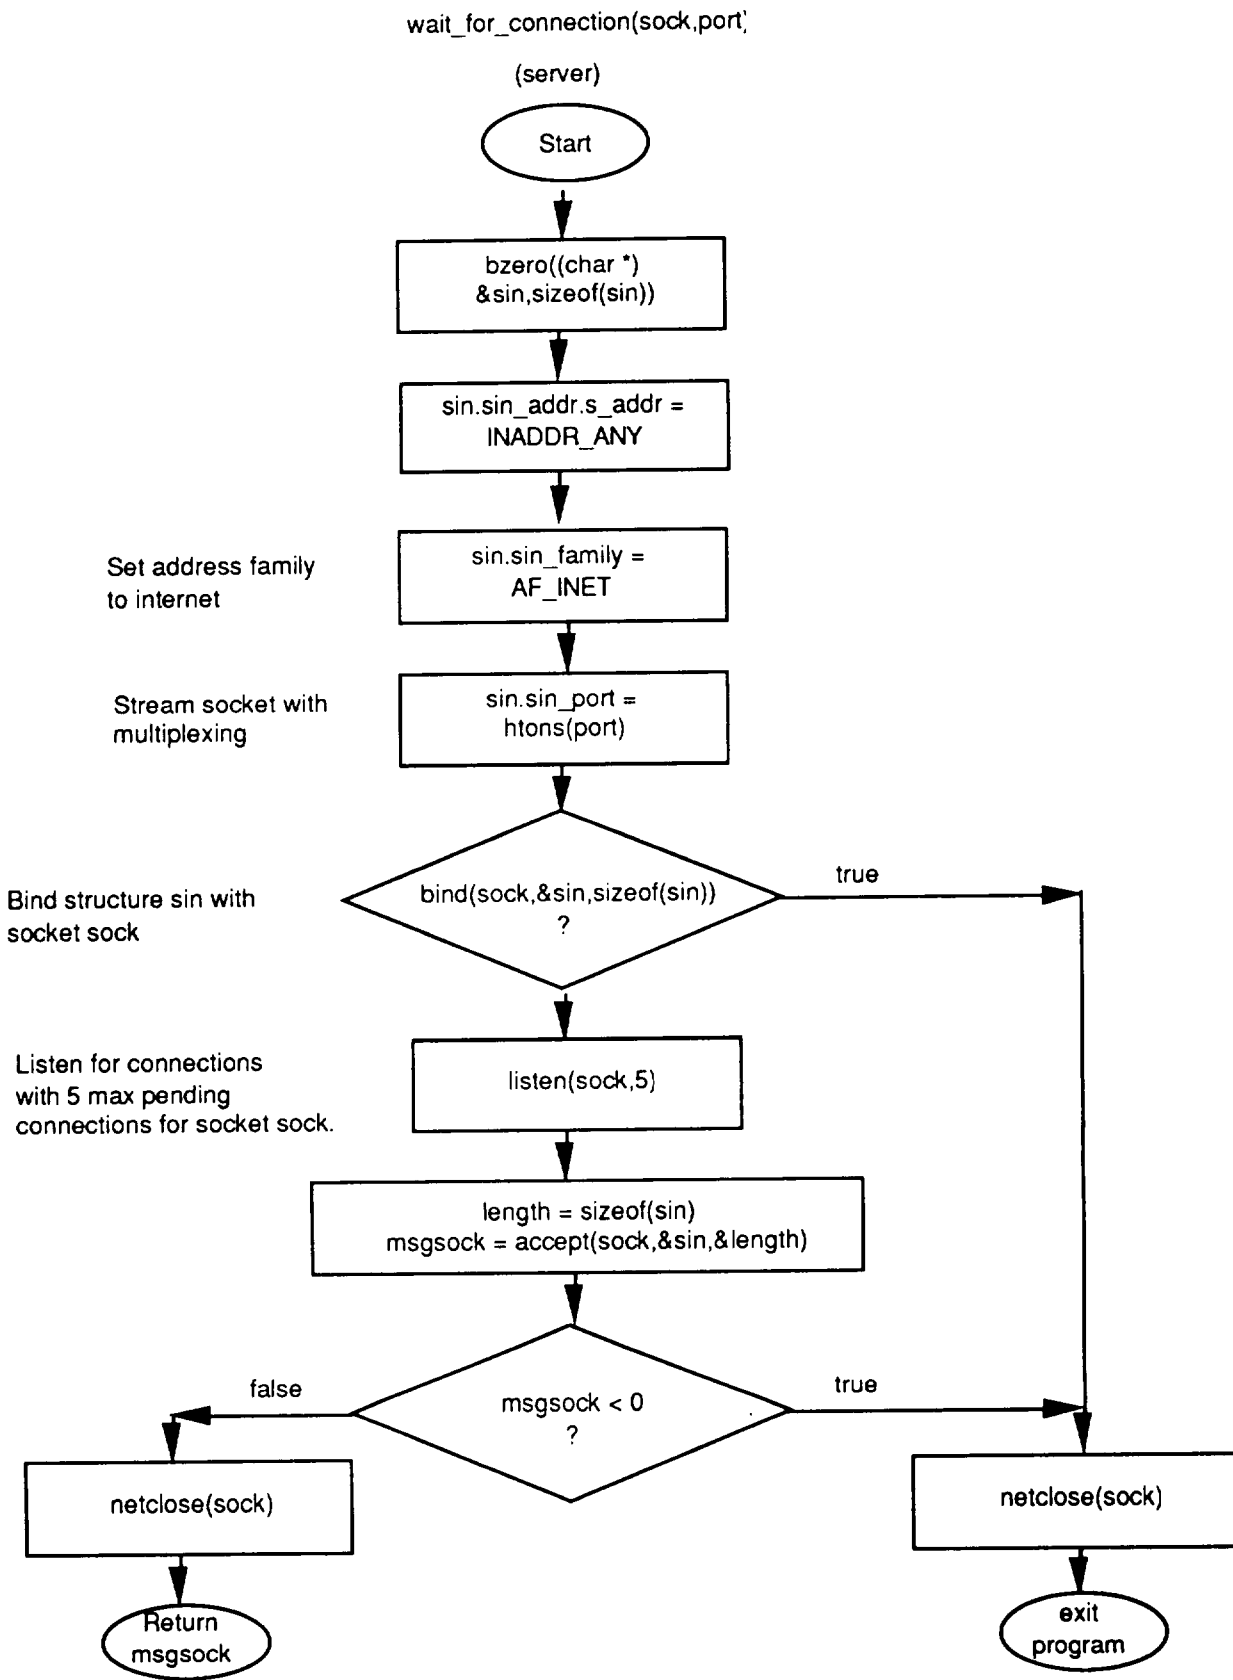 wait_for_connection(sock,port)
(server)
Start
bzero((char *)
&sin,sizeof(sin))
sin.sin_addr.s_addr =
INADDR_ANY
Set address family
to internet
sin.sin_family =
AF_INET
Stream socket with
multiplexing
sin.sin_port =
htons(port)
Bind structure sin with
socket sock
bind(sock,&sin,sizeof(sin))
?
true
Listen for connections
with 5 max pending
connections for socket sock.
listen(sock,5)
length = sizeof(sin)
msgsock = accept(sock,&sin,&length)
false
msgsock < 0
?
true
netclose(sock)
netclose(sock)
Return
msgsock
exit
program